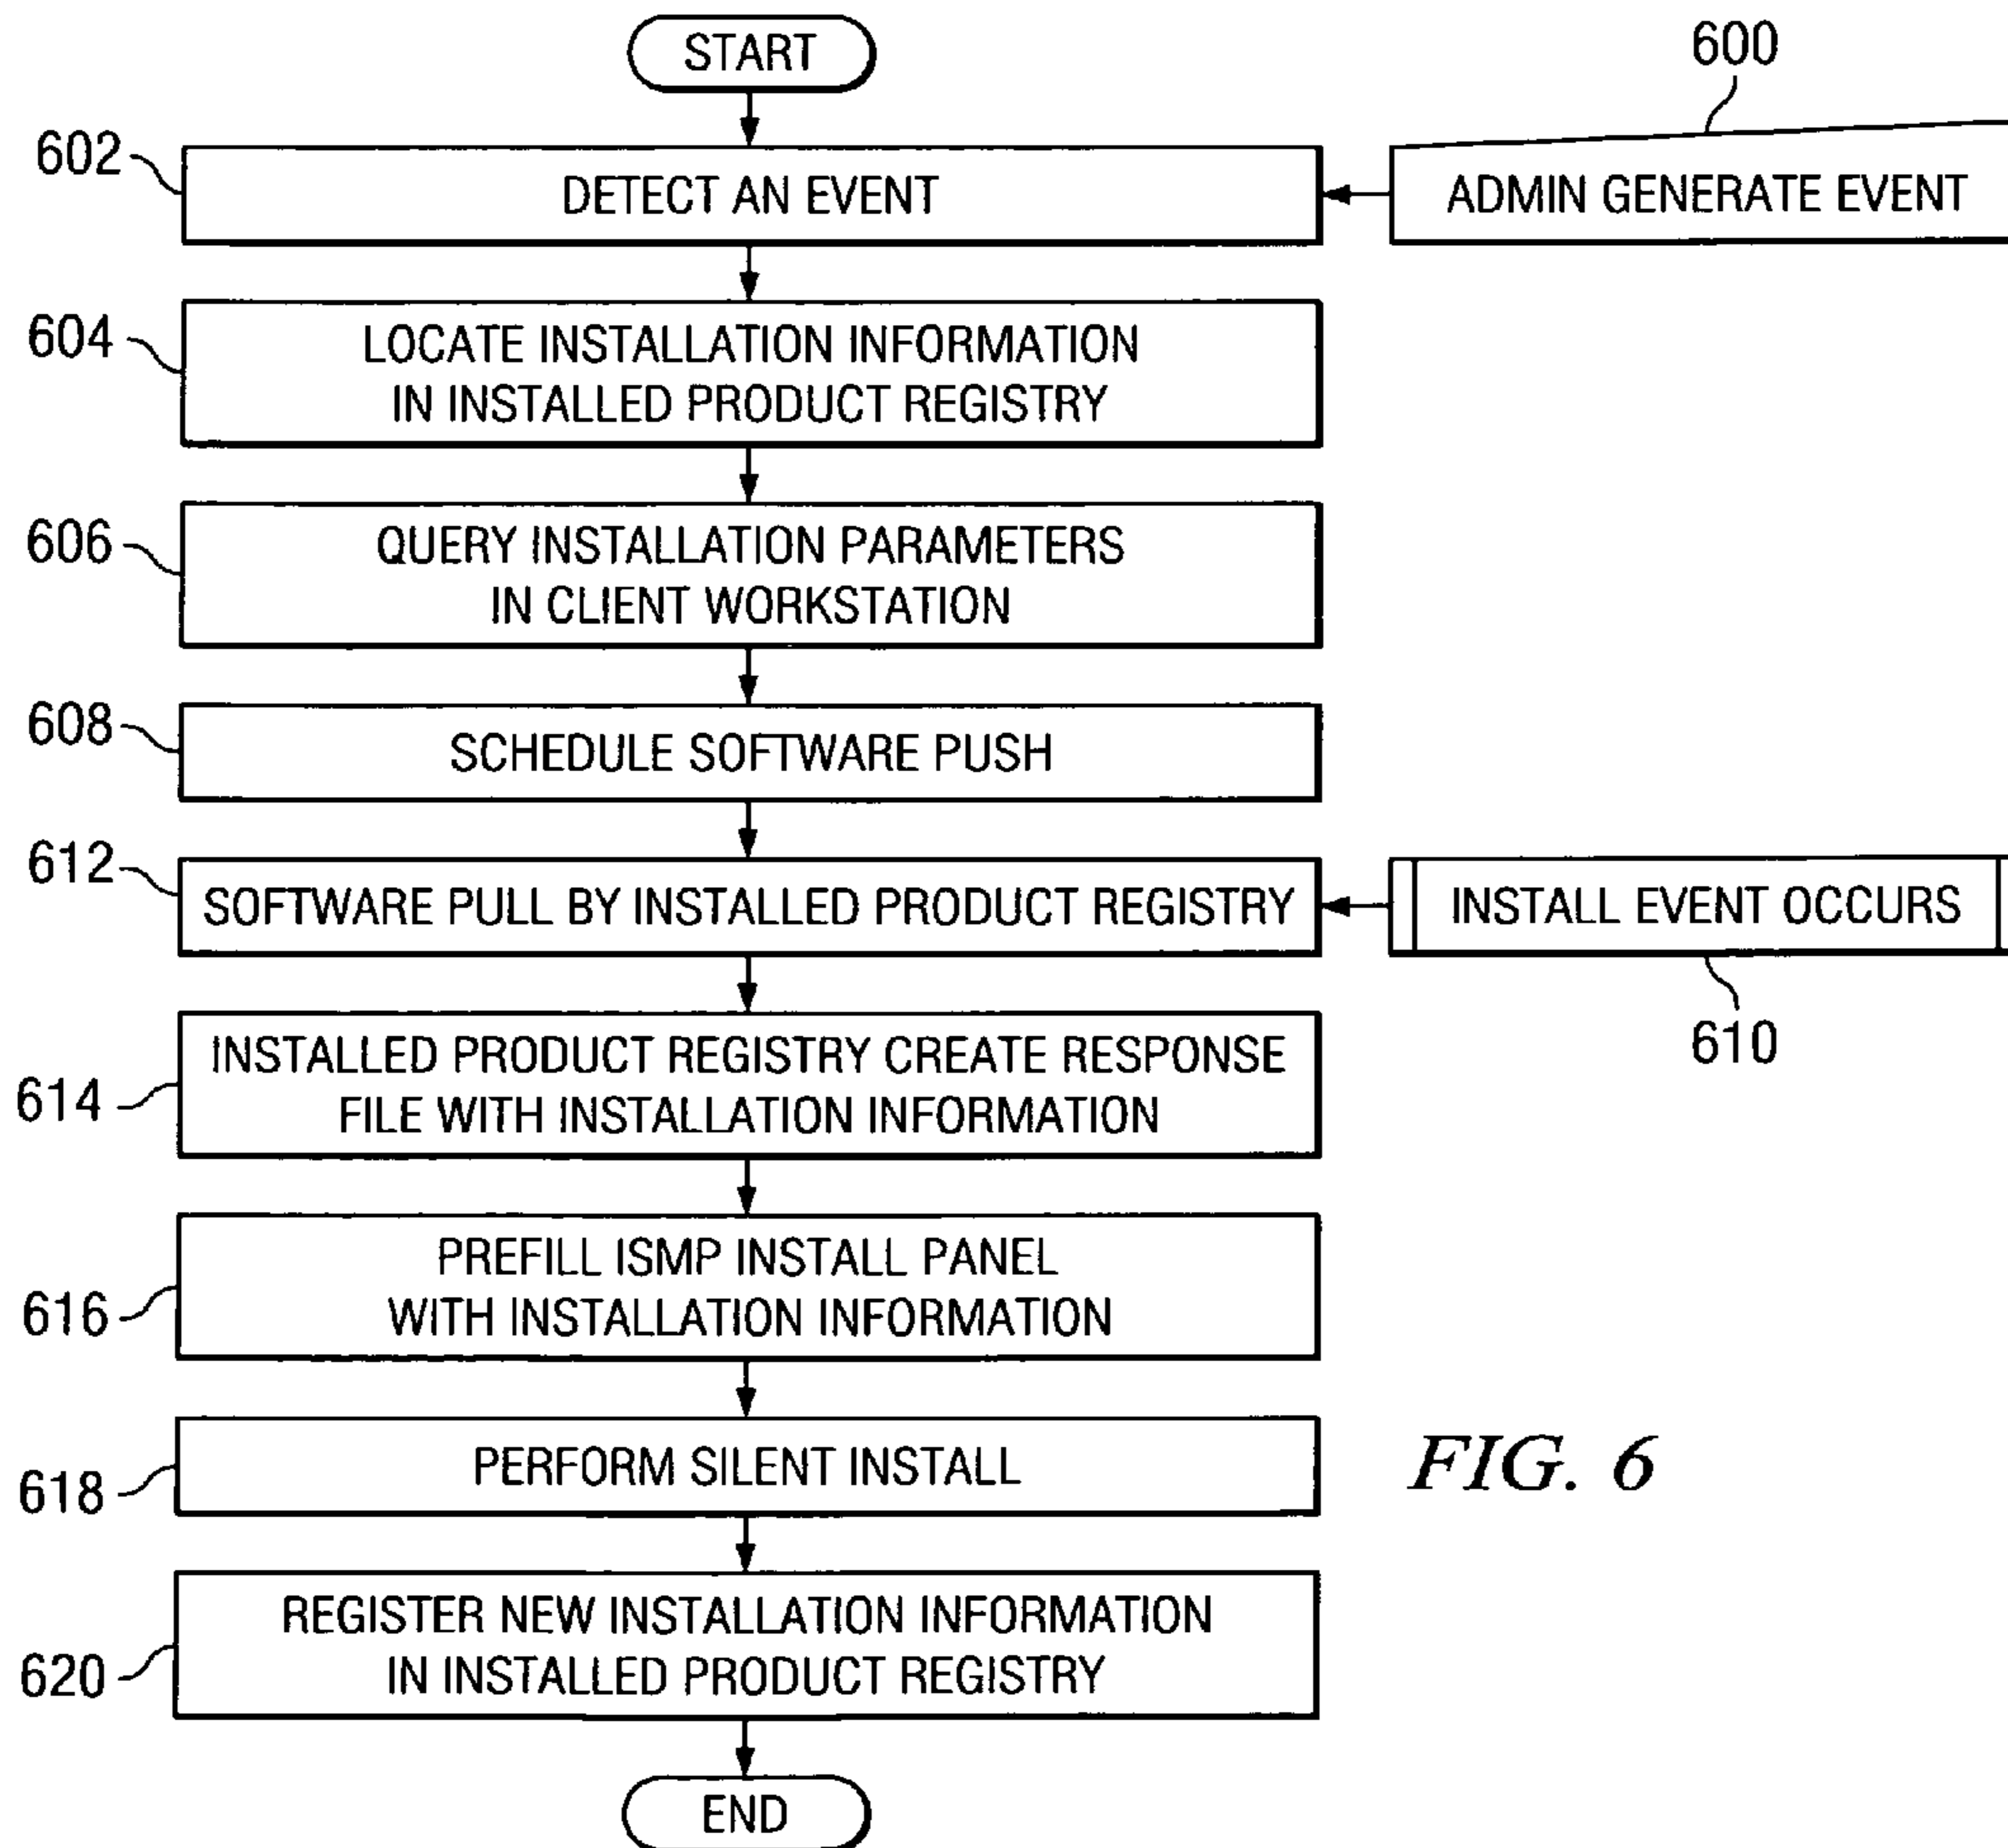 START
600
602
DETECT AN EVENT
ADMIN GENERATE EVENT
604
LOCATE INSTALLATION INFORMATION
IN INSTALLED PRODUCT REGISTRY
606
QUERY INSTALLATION PARAMETERS
IN CLIENT WORKSTATION
608
SCHEDULE SOFTWARE PUSH
612
SOFTWARE PULL BY INSTALLED PRODUCT REGISTRY
INSTALL EVENT OCCURS
610
614
INSTALLED PRODUCT REGISTRY CREATE RESPONSE
FILE WITH INSTALLATION INFORMATION
616
PREFILL ISMP INSTALL PANEL
WITH INSTALLATION INFORMATION
618
PERFORM SILENT INSTALL
FIG. 6
620
REGISTER NEW INSTALLATION INFORMATION
IN INSTALLED PRODUCT REGISTRY
END